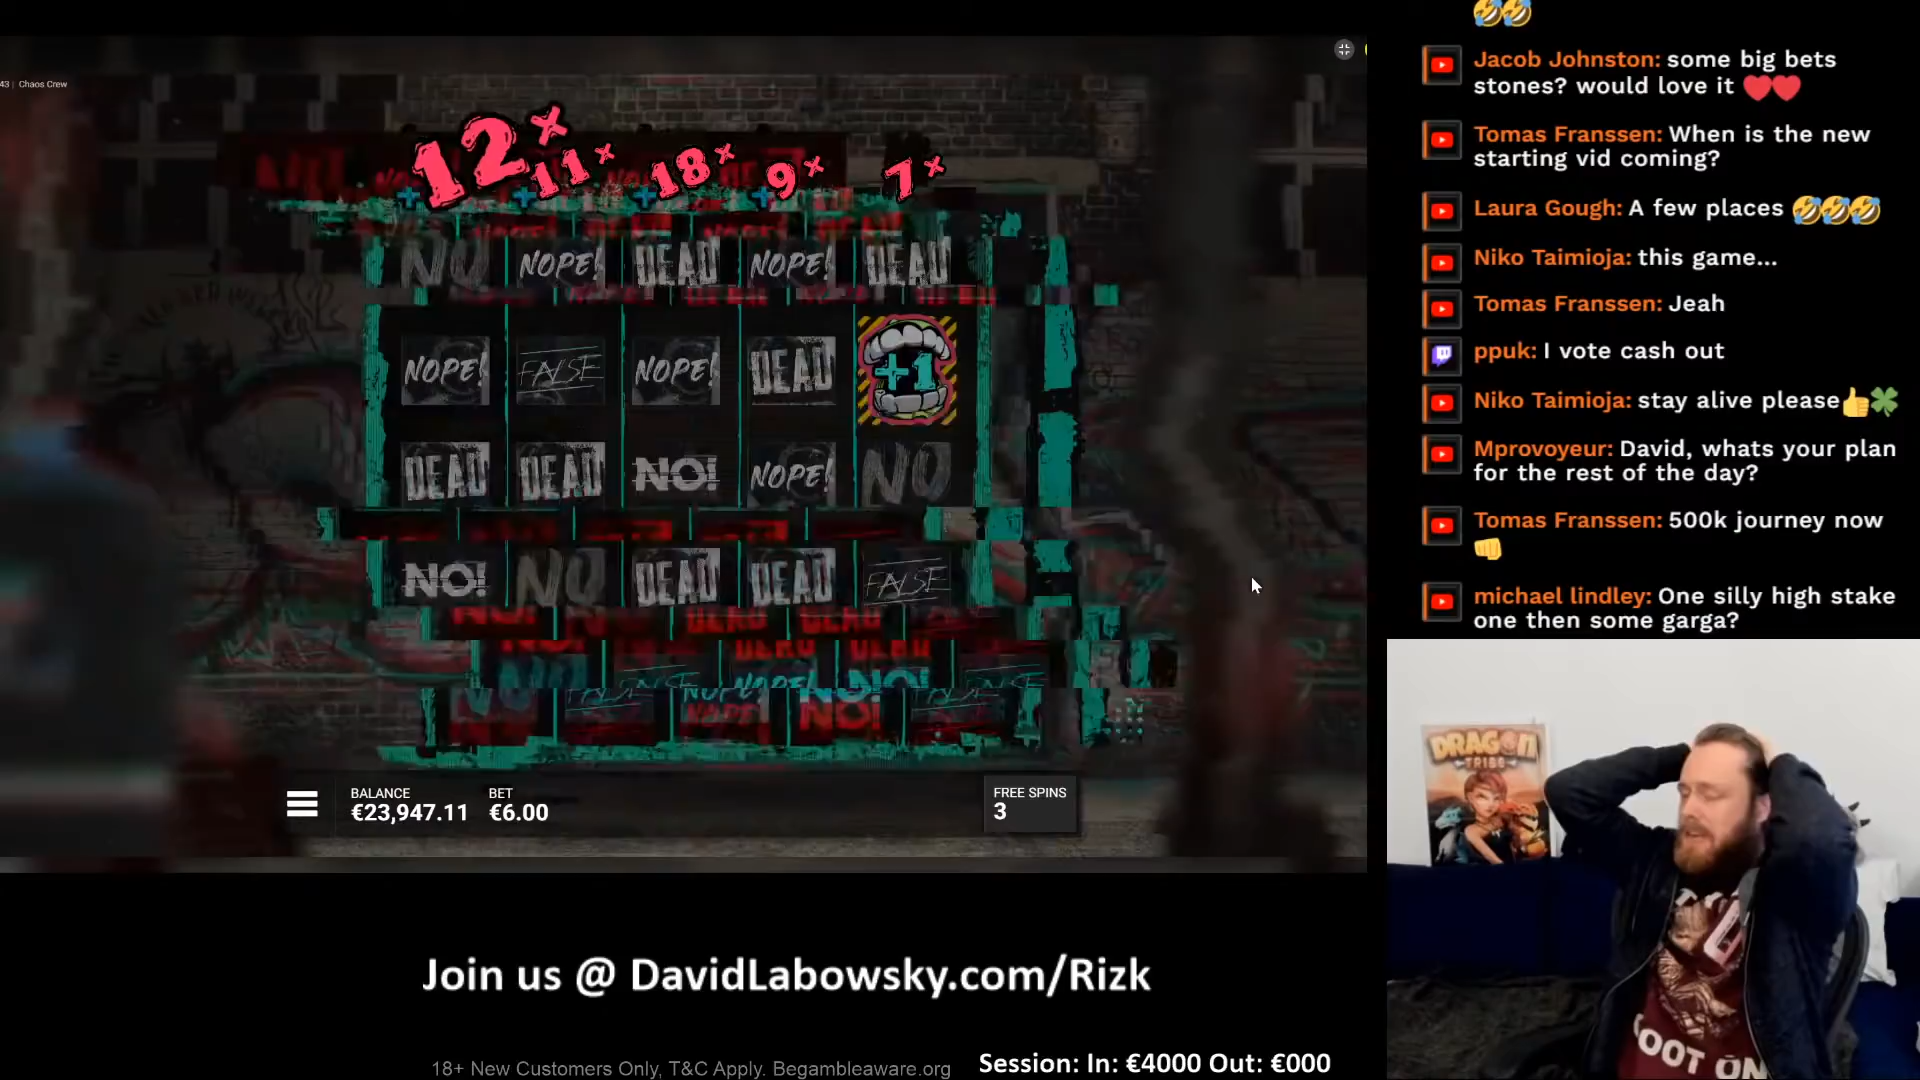 43 | Chaos Crew
12x
11x
18x
9x
7x
NO NOPE! DEAD NOPE! DEAD
NOPE! FALSE NOPE! DEAD +1
DEAD DEAD NO! NOPE! NO
NO! NO DEAD DEAD FALSE
BALANCE
€23,947.11
BET
€6.00
FREE SPINS
3
Join us @ DavidLabowsky.com/Rizk
18+ New Customers Only, T&C Apply. Begambleaware.org
Session: In: €4000 Out: €000
🤣🤣
Jacob Johnston: some big bets
stones? would love it ❤️❤️
Tomas Franssen: When is the new
starting vid coming?
Laura Gough: A few places 🤣🤣🤣
Niko Taimioja: this game...
Tomas Franssen: Jeah
ppuk: I vote cash out
Niko Taimioja: stay alive please👍🍀
Mprovoyeur: David, whats your plan
for the rest of the day?
Tomas Franssen: 500k journey now
👊
michael lindley: One silly high stake
one then some garga?
DRAGON
TRIBE
OOT ON